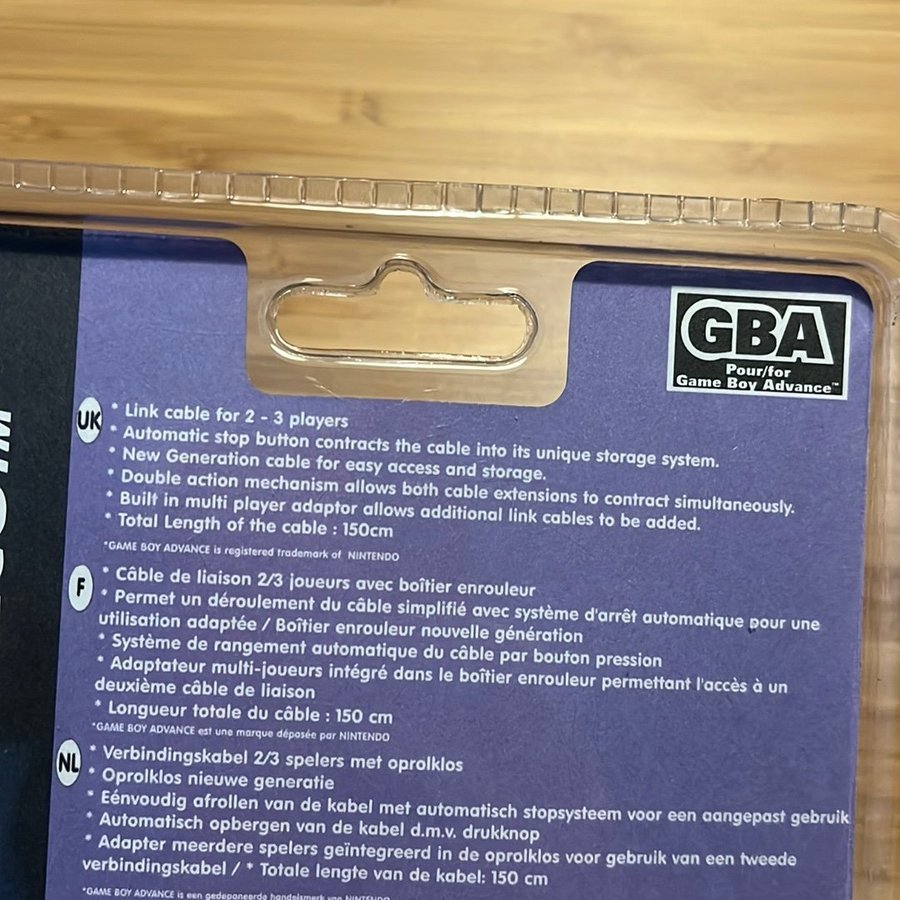 GBA
Pour/for
Game Boy Advance™
UK
* Link cable for 2 - 3 players
* Automatic stop button contracts the cable into its unique storage system.
* New Generation cable for easy access and storage.
* Double action mechanism allows both cable extensions to contract simultaneously.
* Built in multi player adaptor allows additional link cables to be added.
* Total Length of the cable : 150cm
*GAME BOY ADVANCE is registered trademark of NINTENDO
F
* Câble de liaison 2/3 joueurs avec boîtier enrouleur
* Permet un déroulement du câble simplifié avec système d'arrêt automatique pour une
utilisation adaptée / Boîtier enrouleur nouvelle génération
* Système de rangement automatique du câble par bouton pression
* Adaptateur multi-joueurs intégré dans le boîtier enrouleur permettant l'accès à un
deuxième câble de liaison
* Longueur totale du câble : 150 cm
*GAME BOY ADVANCE est une marque déposée par NINTENDO
NL
* Verbindingskabel 2/3 spelers met oprolklos
* Oprolklos nieuwe generatie
* Eénvoudig afrollen van de kabel met automatisch stopsysteem voor een aangepast gebruik
* Automatisch opbergen van de kabel d.m.v. drukknop
* Adapter meerdere spelers geïntegreerd in de oprolklos voor gebruik van een tweede
verbindingskabel / * Totale lengte van de kabel: 150 cm
*GAME BOY ADVANCE is een gedeponeerde handelsmerk van NINTENDO